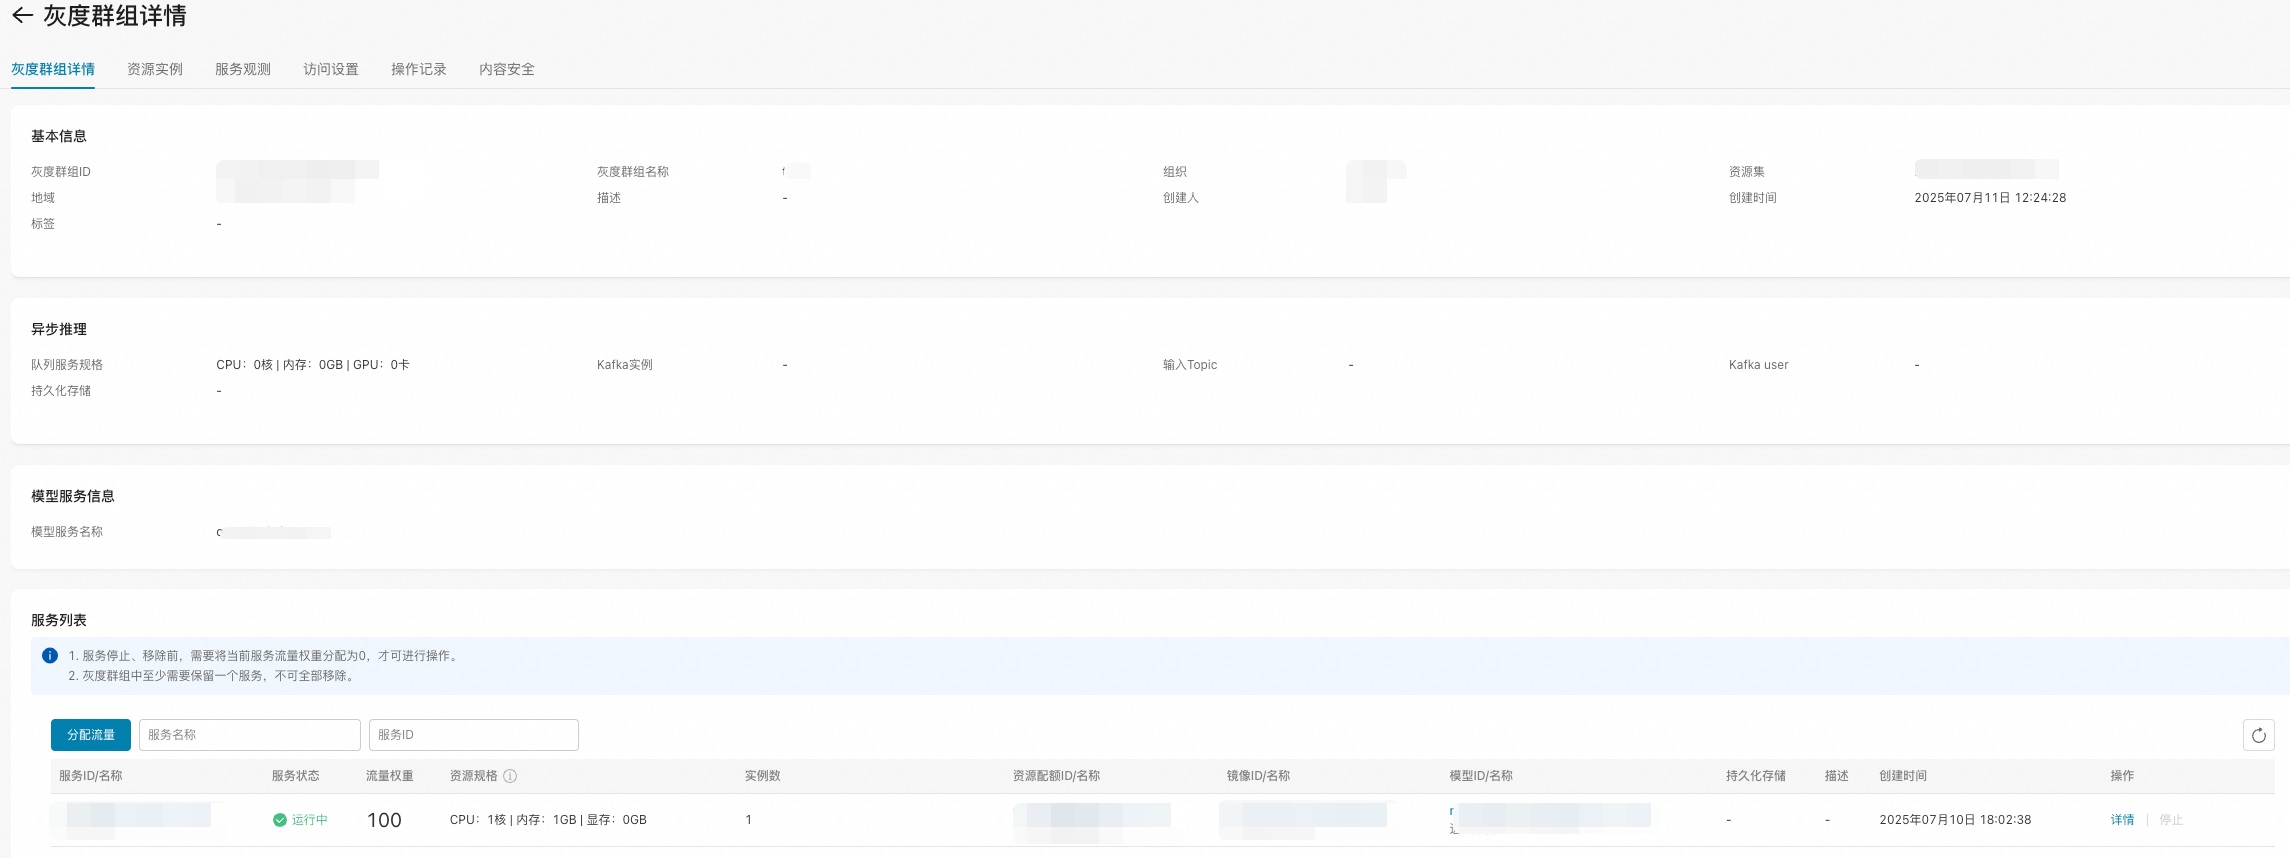 灰度群组详情
灰度群组详情 资源实例 服务观测 访问设置 操作记录 内容安全
基本信息
灰度群组ID 灰度群组名称 组织 资源集
地域 描述 - 创建人 创建时间 2025年07月11日 12:24:28
标签 -
异步推理
队列服务规格 CPU：0核 | 内存：0GB | GPU：0卡 Kafka实例 - 输入Topic - Kafka user -
持久化存储 -
模型服务信息
模型服务名称
服务列表
1. 服务停止、移除前，需要将当前服务流量权重分配为0，才可进行操作。
2. 灰度群组中至少需要保留一个服务，不可全部移除。
分配流量 服务名称 服务ID
服务ID/名称 服务状态 流量权重 资源规格 实例数 资源配额ID/名称 镜像ID/名称 模型ID/名称 持久化存储 描述 创建时间 操作
运行中 100 CPU：1核 | 内存：1GB | 显存：0GB 1 - - 2025年07月10日 18:02:38 详情 | 停止